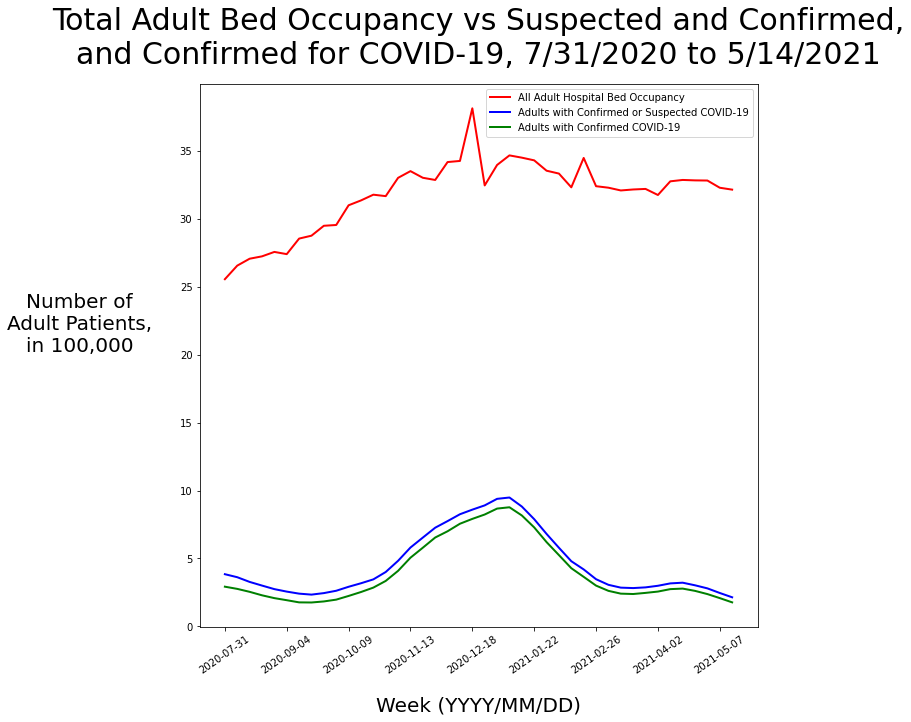 Total Adult Bed Occupancy vs Suspected and Confirmed,
and Confirmed for COVID-19, 7/31/2020 to 5/14/2021
All Adult Hospital Bed Occupancy
Adults with Confirmed or Suspected COVID-19
Adults with Confirmed COVID-19
35
30
25
20
15
10
5
0
Number of
Adult Patients,
in 100,000
2020-07-31
2020-09-04
2020-10-09
2020-11-13
2020-12-18
2021-01-22
2021-02-26
2021-04-02
2021-05-07
Week (YYYY/MM/DD)